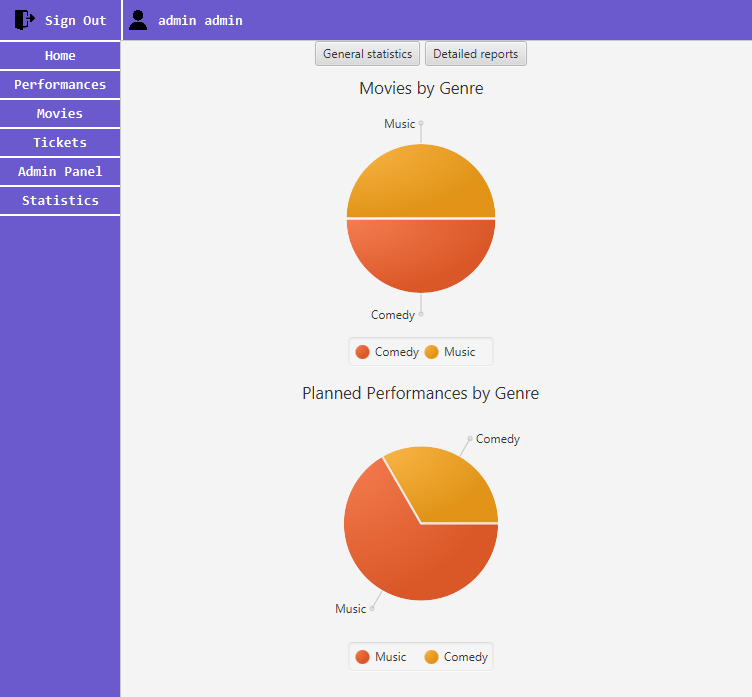 Sign Out
admin admin
Home
Performances
Movies
Tickets
Admin Panel
Statistics
General statistics Detailed reports
Movies by Genre
Music
Comedy
Comedy Music
Planned Performances by Genre
Comedy
Music
Music Comedy